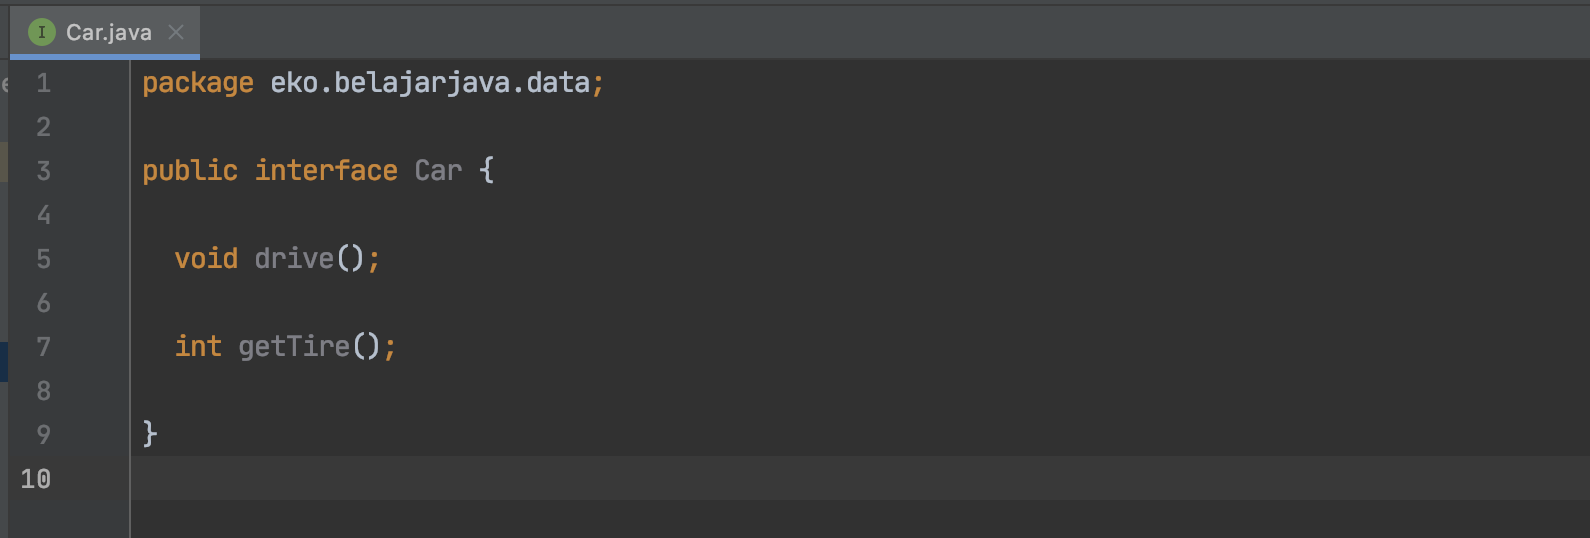 I Car.java
e
1 package eko.belajarjava.data;
2
3 public interface Car {
4
5 void drive();
6
7 int getTire();
8
9 }
10